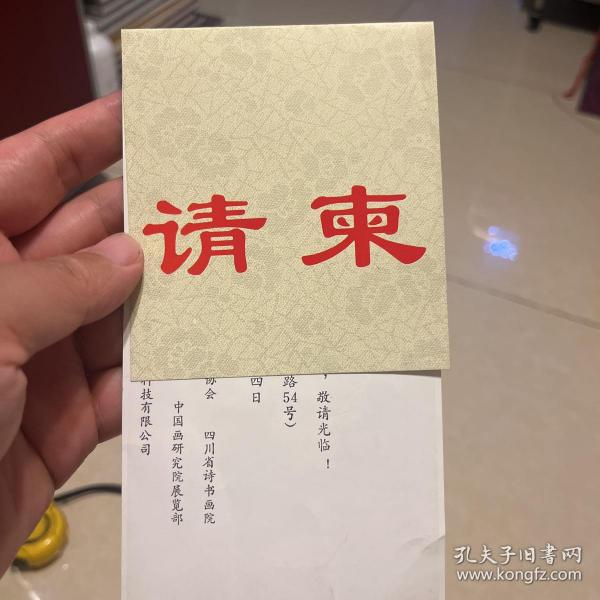 请柬
，敬请光临！
路54号）
四日
协会 四川省诗书画院
中国画研究院展览部
科技有限公司
孔夫子旧书网
www.kongfz.com